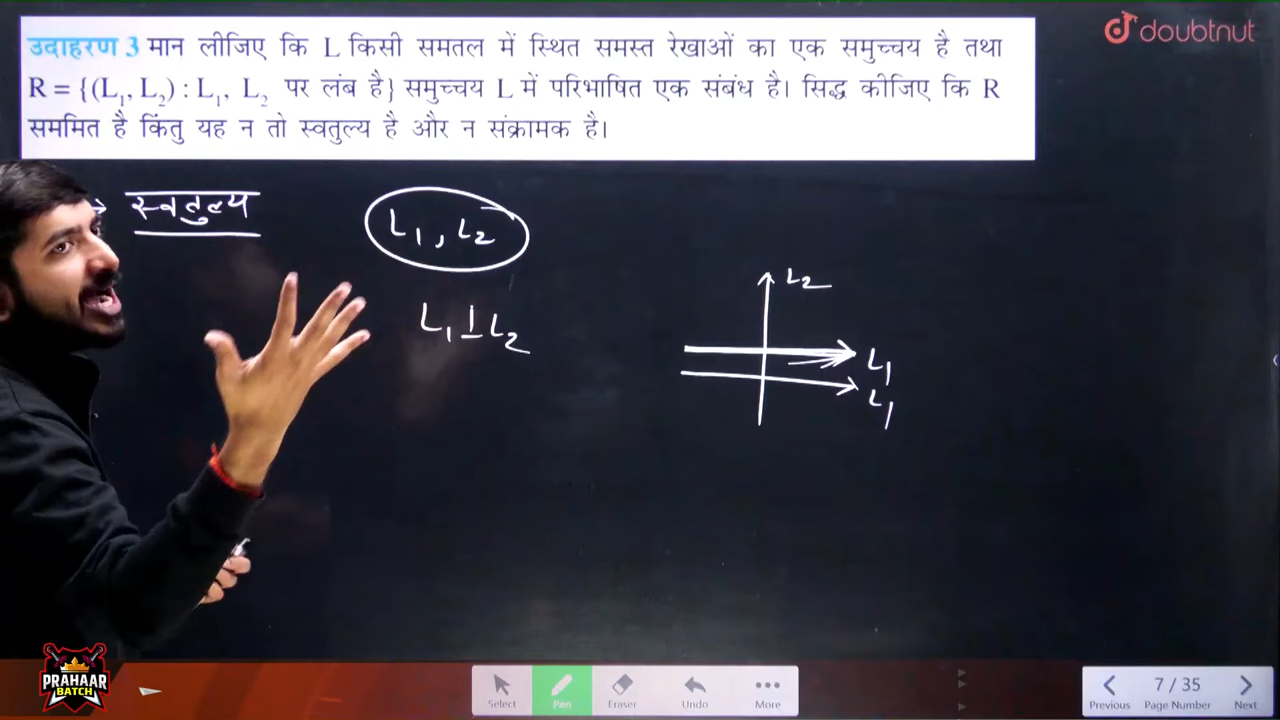 उदाहरण 3 मान लीजिए कि L किसी समतल में स्थित समस्त रेखाओं का एक समुच्चय है तथा
R = {(L₁, L₂) : L₁, L₂ पर लंब है} समुच्चय L में परिभाषित एक संबंध है। सिद्ध कीजिए कि R
सममित है किंतु यह न तो स्वतुल्य है और न संक्रामक है।
doubtnut
→ स्वतुल्य
L₁, L₂
L₁ ⊥ L₂
L₂
L₁
L₁
PRAHAAR
BATCH
Select
Pen
Eraser
Undo
More
7 / 35
Previous
Page Number
Next